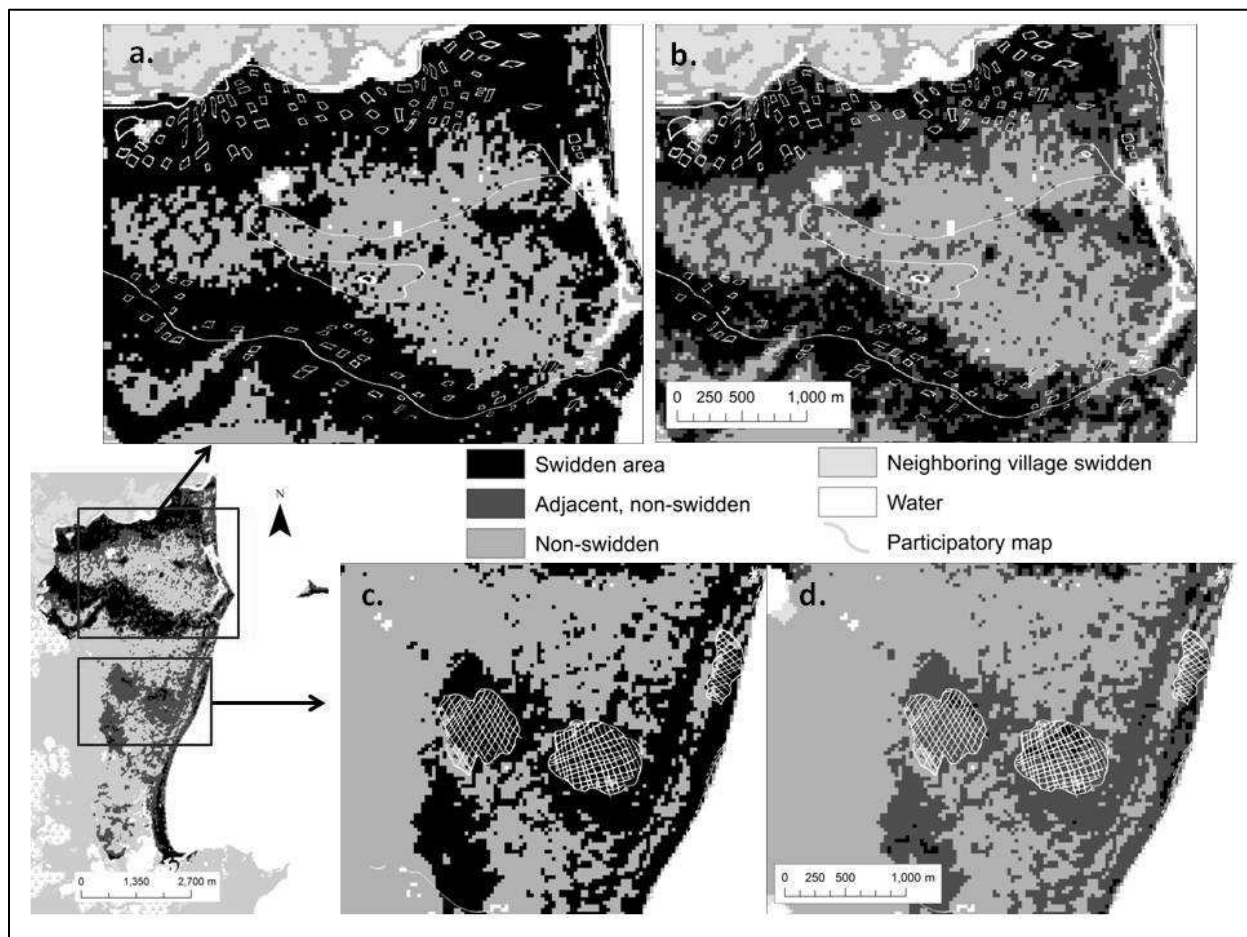 a.
b.
0 250 500 1,000 m
Swidden area
Adjacent, non-swidden
Non-swidden
Neighboring village swidden
Water
Participatory map
N
c.
d.
0 1,350 2,700 m
0 250 500 1,000 m